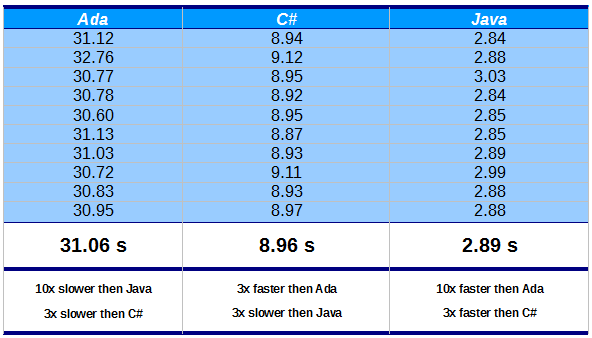 Ada C# Java
31.12 8.94 2.84
32.76 9.12 2.88
30.77 8.95 3.03
30.78 8.92 2.84
30.60 8.95 2.85
31.13 8.87 2.85
31.03 8.93 2.89
30.72 9.11 2.99
30.83 8.93 2.88
30.95 8.97 2.88
31.06 s 8.96 s 2.89 s
10x slower then Java 3x faster then Ada 10x faster then Ada
3x slower then C# 3x slower then Java 3x faster then C#